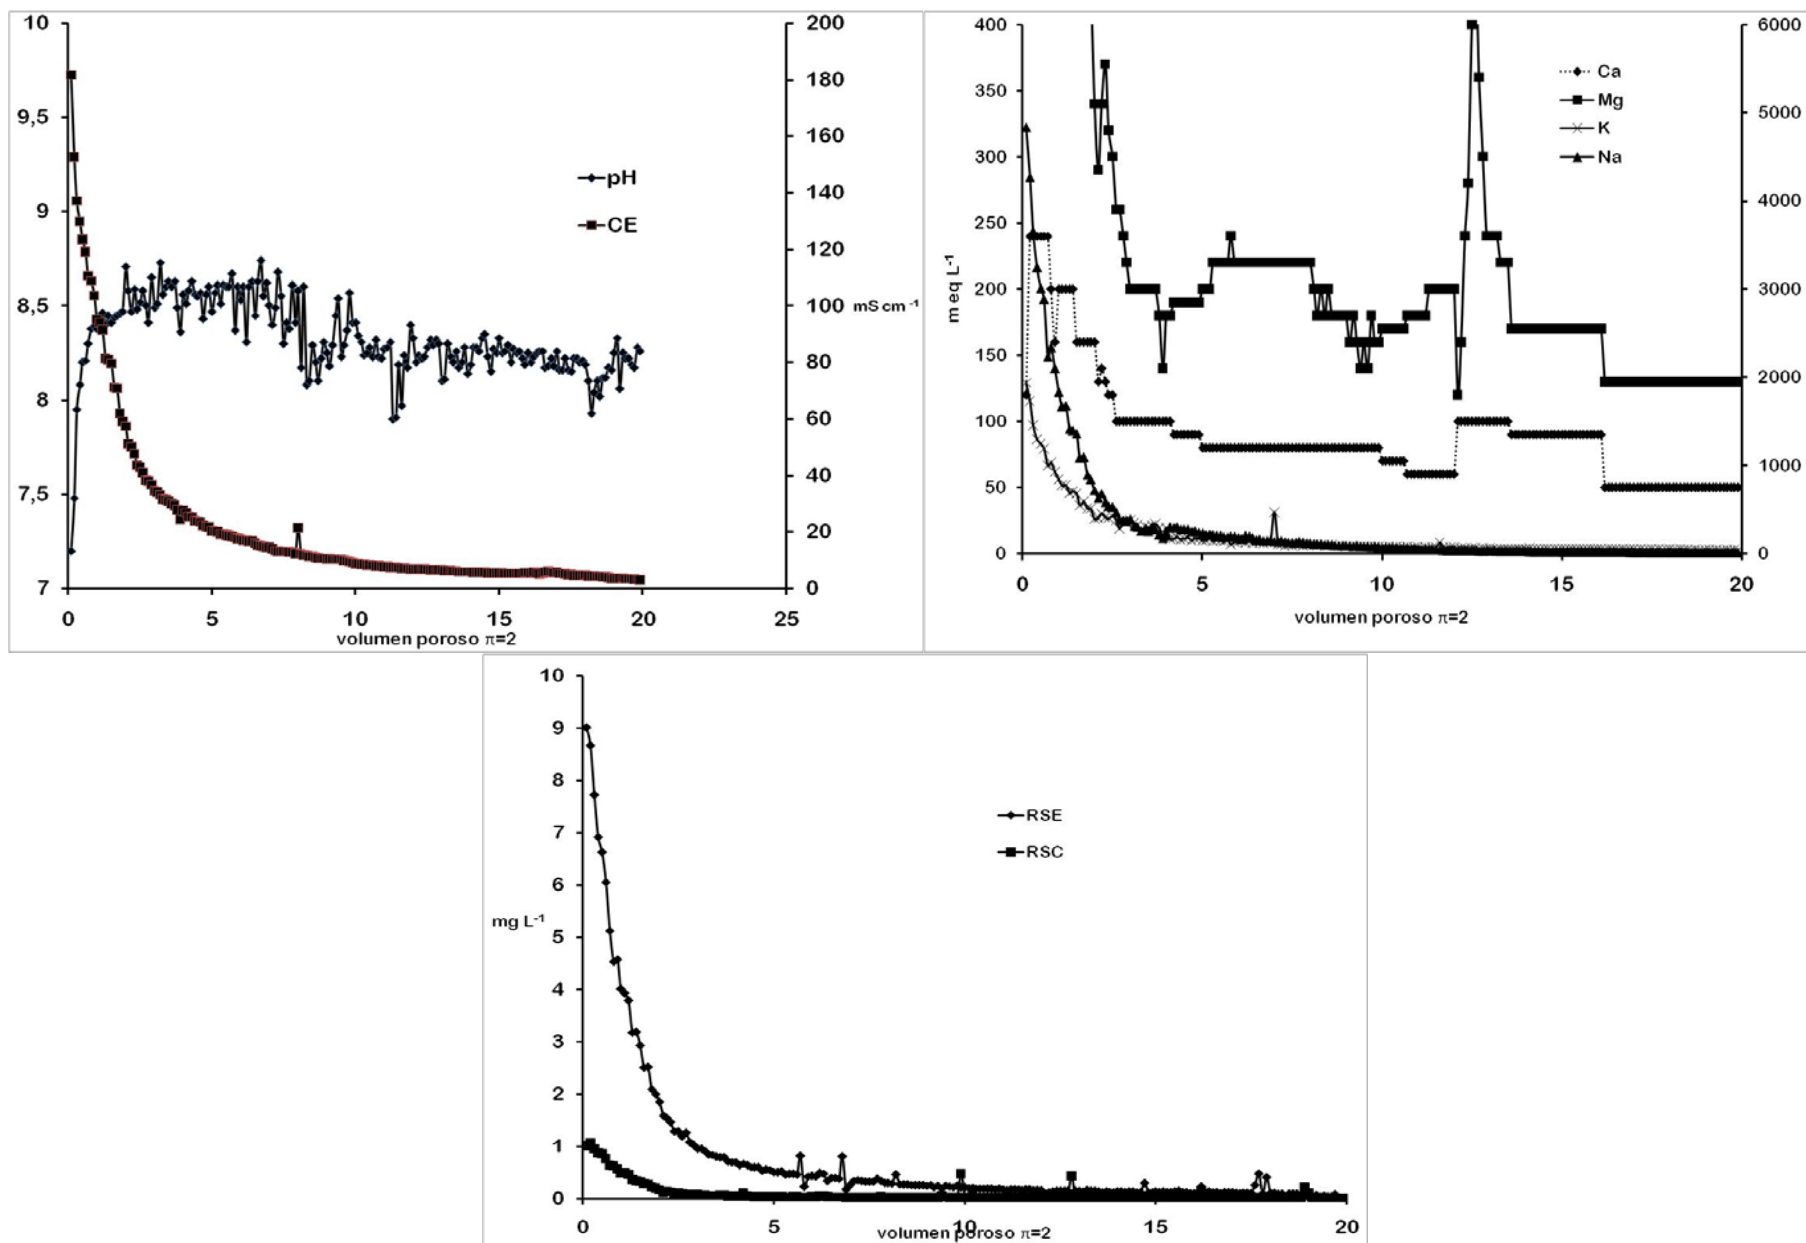 10
9,5
9
8,5
8
7,5
7
200
180
160
140
120
100
80
60
40
20
0
pH
CE
mS cm⁻¹
0 5 10 15 20 25
volumen poroso π=2
400
350
300
250
200
150
100
50
0
m eq L⁻¹
6000
5000
4000
3000
2000
1000
0
Ca
Mg
K
Na
0 5 10 15 20
volumen poroso π=2
10
9
8
7
6
5
4
3
2
1
0
mg L⁻¹
RSE
RSC
0 5 10 15 20
volumen poroso π=2